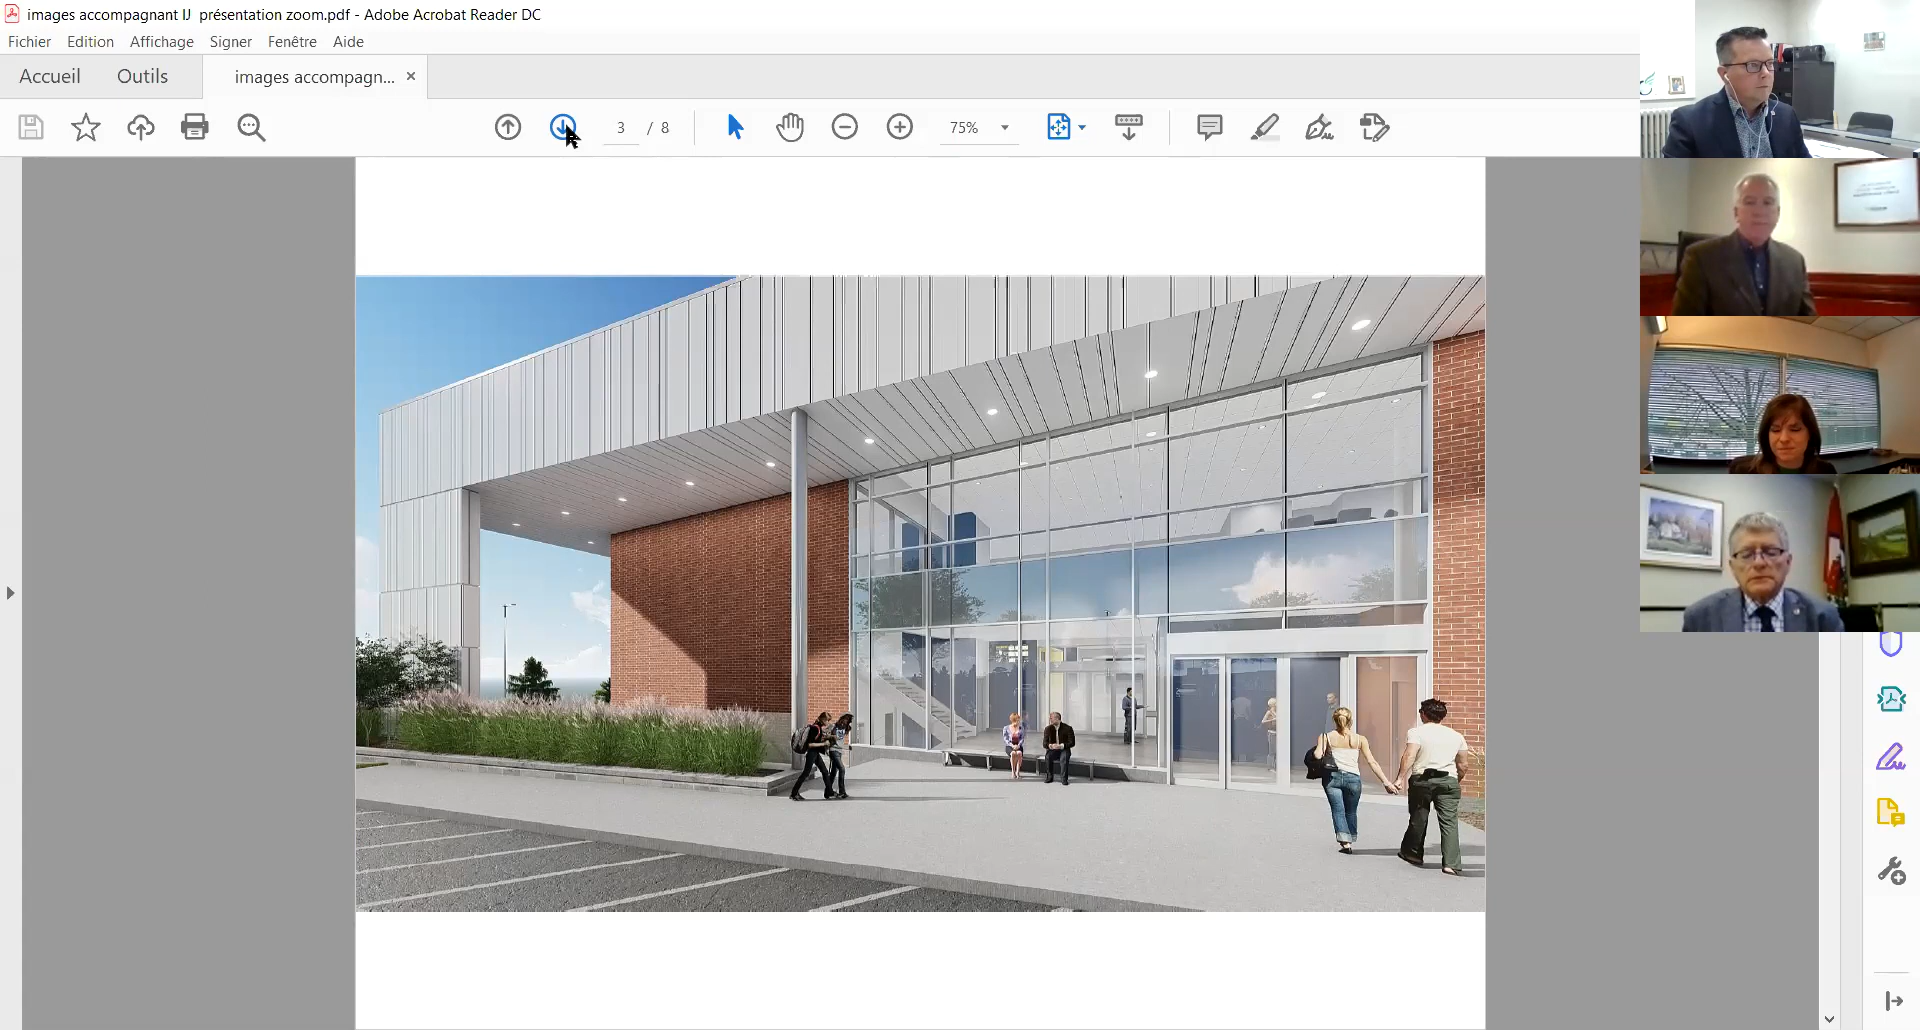 images accompagnant IJ  présentation zoom.pdf - Adobe Acrobat Reader DC
Fichier Edition Affichage Signer Fenêtre Aide
Accueil Outils images accompagn... ×
3 / 8 75%